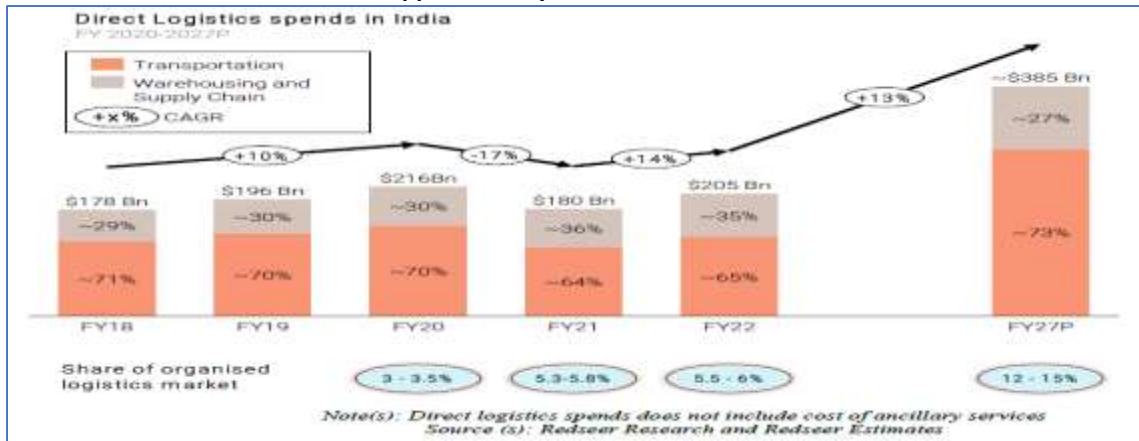 Direct Logistics spends in India
FY 2020-2027P
Transportation
Warehousing and
Supply Chain
+x% CAGR
+10%
-17%
+14%
+13%
$178 Bn
$196 Bn
$216Bn
$180 Bn
$205 Bn
~$385 Bn
~29%
~30%
~30%
~36%
~35%
~27%
~71%
~70%
~70%
~64%
~65%
~73%
FY18
FY19
FY20
FY21
FY22
FY27P
Share of organised
logistics market
3 - 3.5%
5.3-5.8%
5.5 - 6%
12 - 15%
Note(s): Direct logistics spends does not include cost of ancillary services
Source (s): Redseer Research and Redseer Estimates